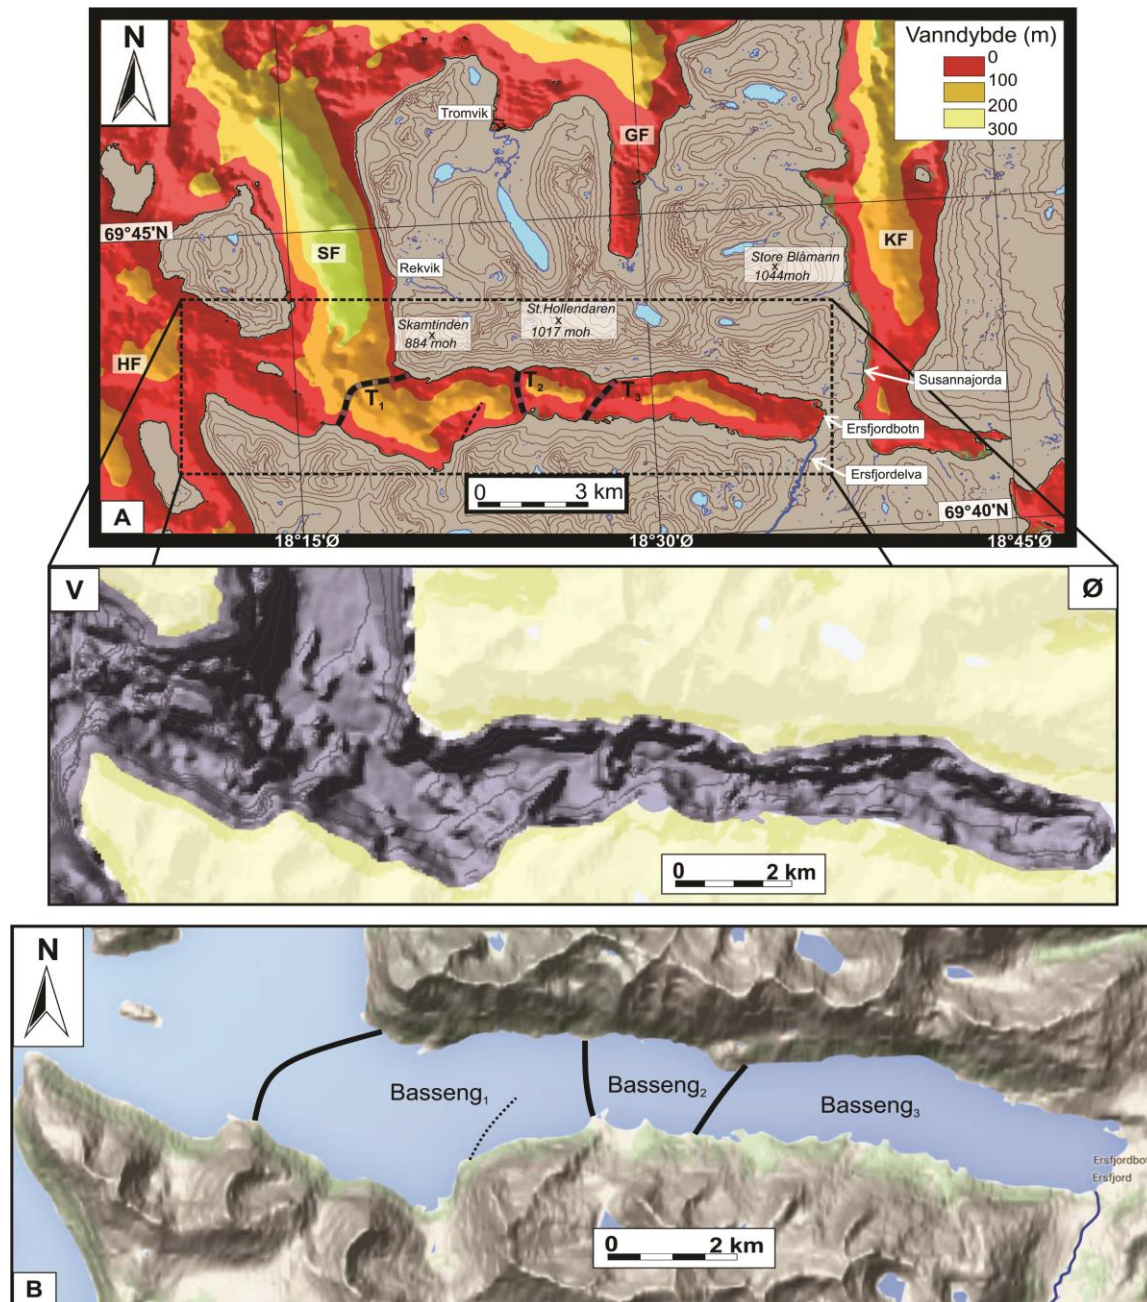 N
Vanndybde (m)
0
100
200
300
Tromvik
GF
69°45'N
SF
KF
Rekvik
Store Blåmann
x
1044moh
St.Hollendaren
x
1017 moh
Skamtinden
x
884 moh
HF
T₁
T₂
T₃
Susannajorda
Ersfjordbotn
Ersfjordelva
0 3 km
A
69°40'N
18°15'Ø
18°30'Ø
18°45'Ø
V
Ø
0 2 km
N
Basseng₁
Basseng₂
Basseng₃
Ersfjordbot
Ersfjord
0 2 km
B